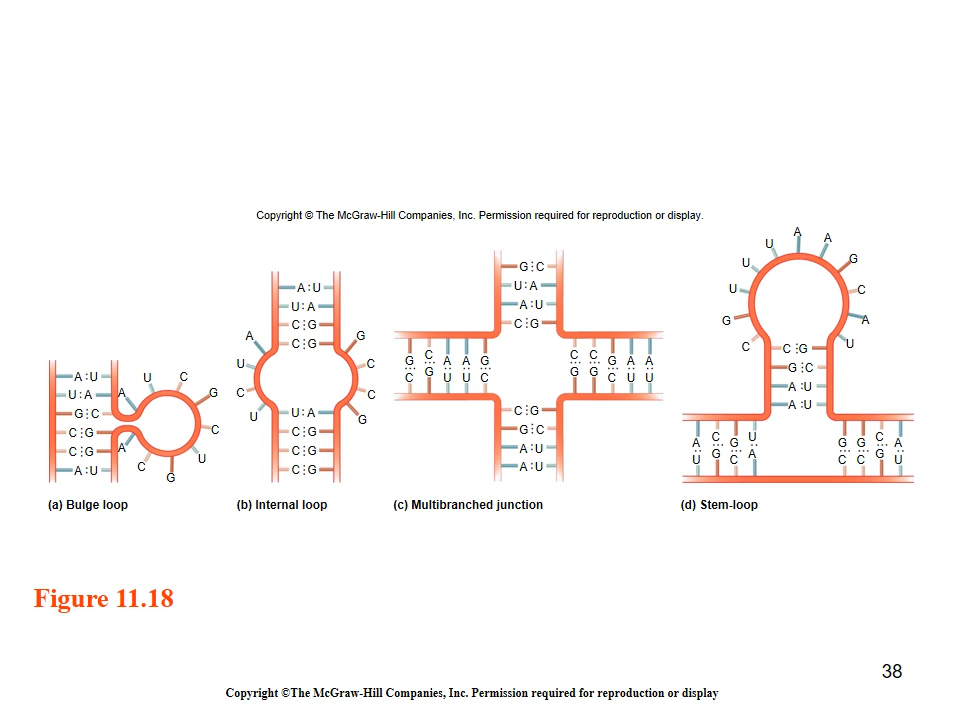 Copyright © The McGraw-Hill Companies, Inc. Permission required for reproduction or display.
A:U
U:A
G:C
C:G
C:G
A:U
A
U
C
G
C
U
G
C
A
(a) Bulge loop
A:U
U:A
C:G
C:G
A
U
C
U
G
C
C
G
U:A
C:G
C:G
C:G
(b) Internal loop
G:C
U:A
A:U
C:G
G C A A G
C G U U C
C C G A A
G G C U U
C:G
G:C
A:U
A:U
(c) Multibranched junction
C
G
U
U
U
A
A
G
C
A
U
C:G
G:C
A:U
A:U
A C G U
U G C A
G G C A
C C G U
(d) Stem-loop
Figure 11.18
38
Copyright ©The McGraw-Hill Companies, Inc. Permission required for reproduction or display